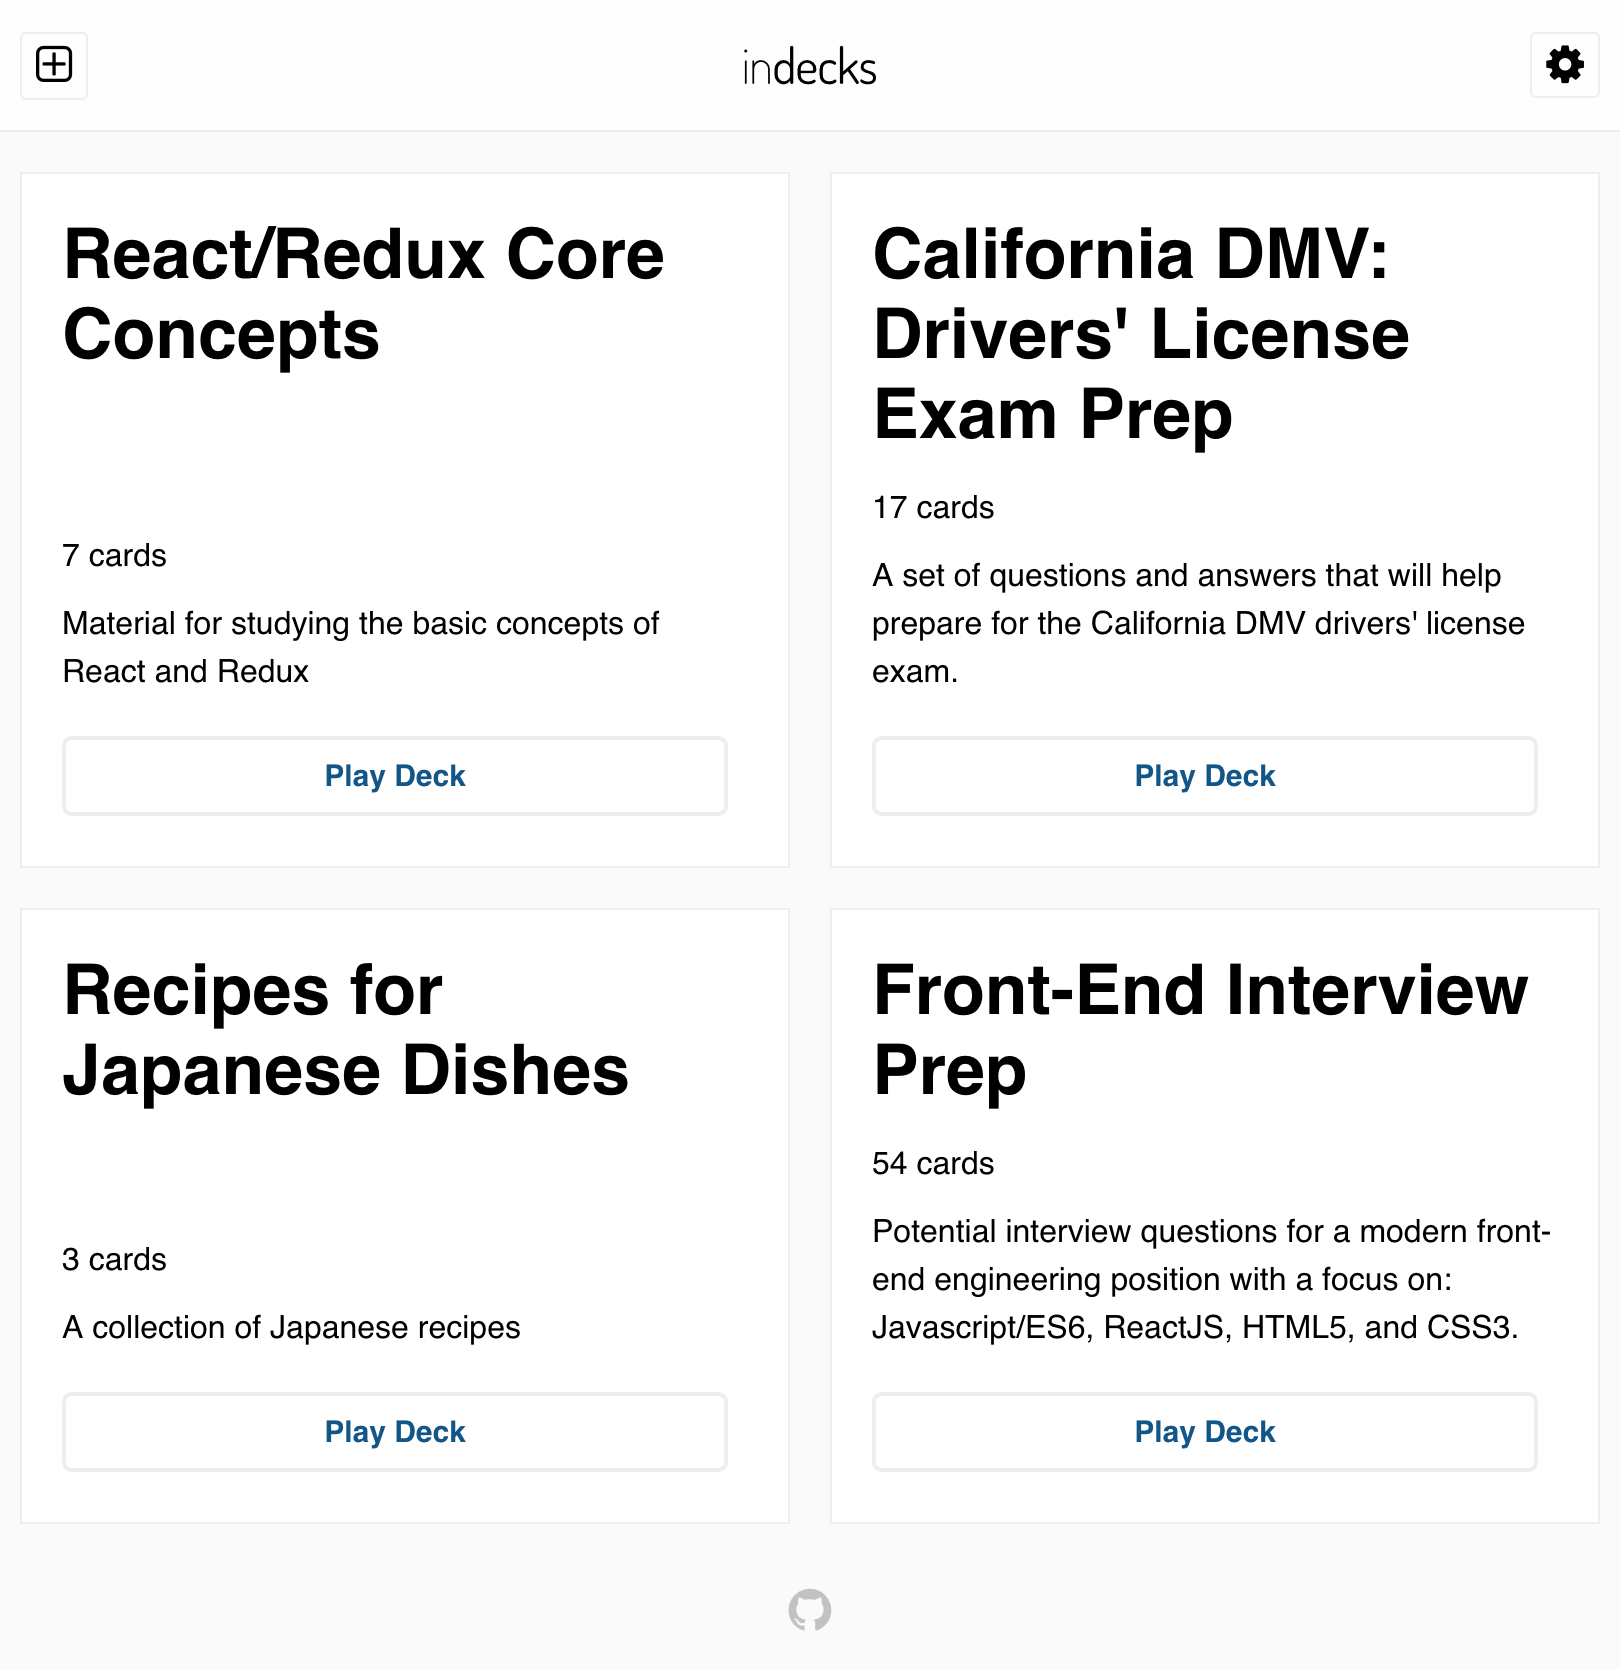 indecks
React/Redux Core
Concepts
7 cards
Material for studying the basic concepts of
React and Redux
Play Deck
California DMV:
Drivers' License
Exam Prep
17 cards
A set of questions and answers that will help
prepare for the California DMV drivers' license
exam.
Play Deck
Recipes for
Japanese Dishes
3 cards
A collection of Japanese recipes
Play Deck
Front-End Interview
Prep
54 cards
Potential interview questions for a modern front-
end engineering position with a focus on:
Javascript/ES6, ReactJS, HTML5, and CSS3.
Play Deck